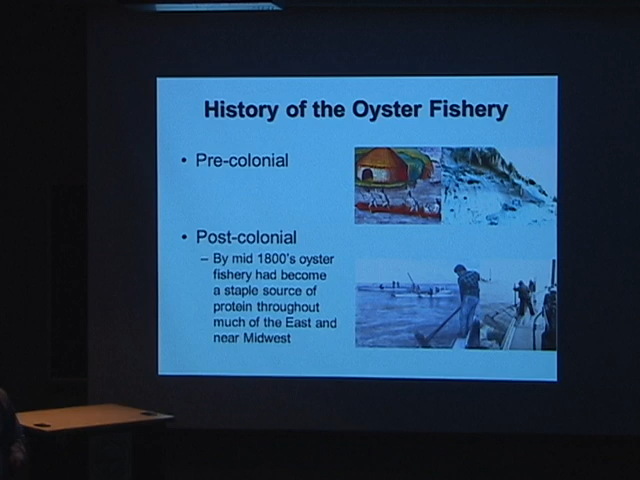 History of the Oyster Fishery
• Pre-colonial
• Post-colonial
– By mid 1800's oyster
fishery had become
a staple source of
protein throughout
much of the East and
near Midwest